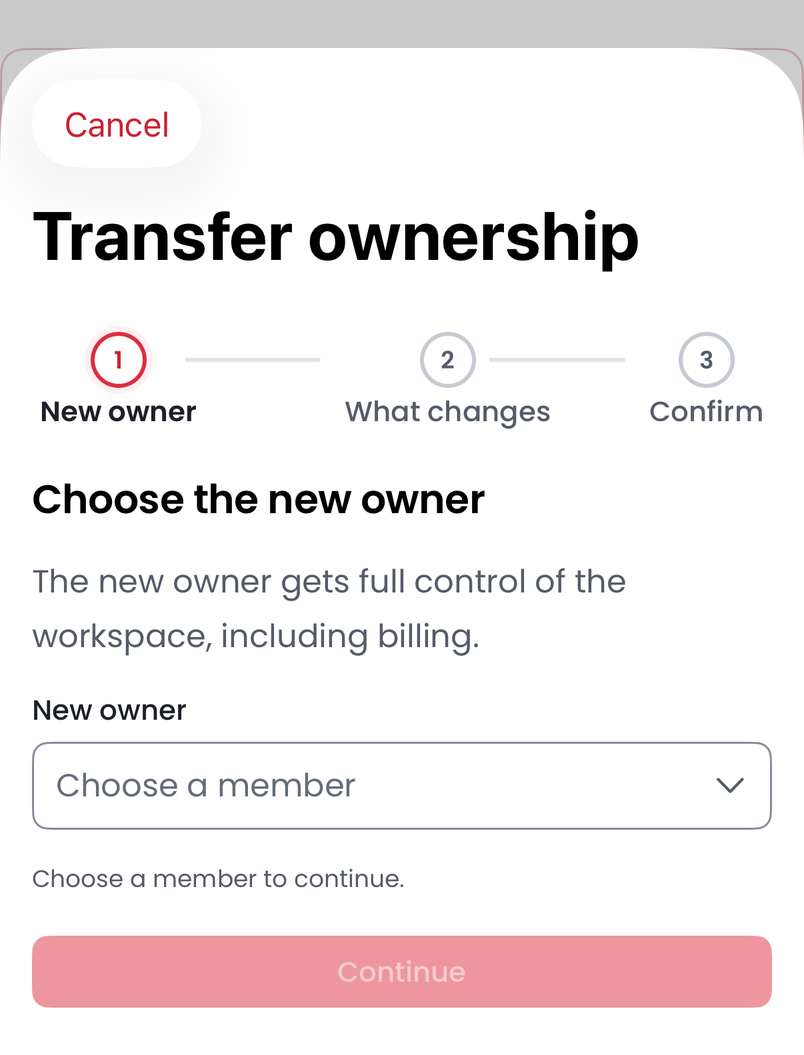 Cancel
Transfer ownership
1 2 3
New owner What changes Confirm
Choose the new owner
The new owner gets full control of the
workspace, including billing.
New owner
Choose a member
Choose a member to continue.
Continue